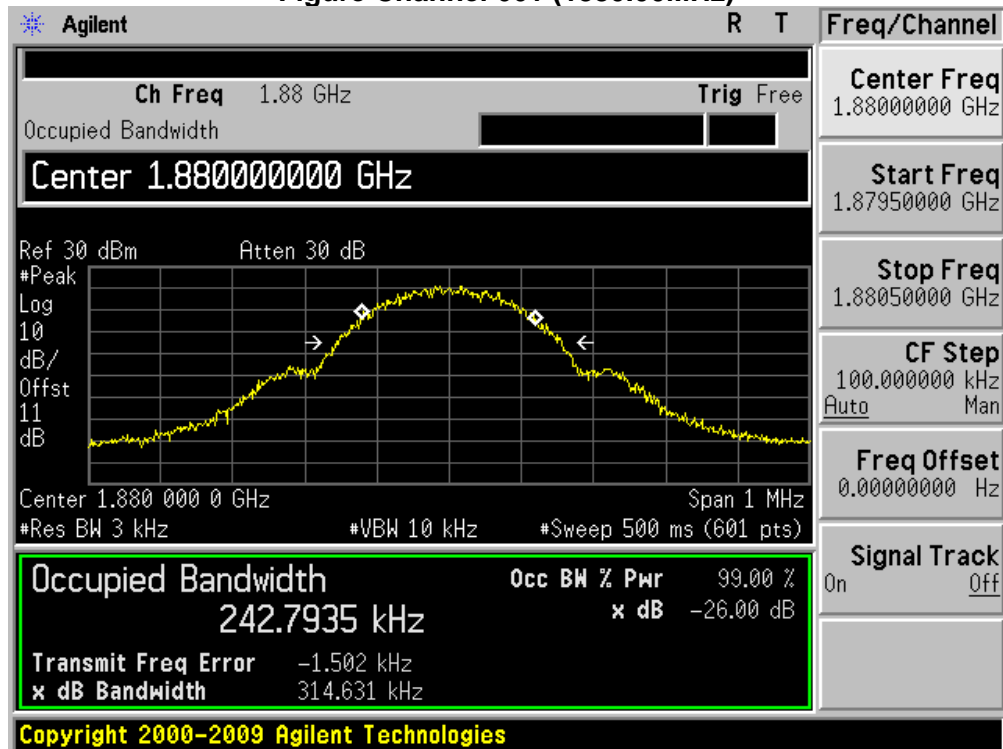 Agilent R T Freq/Channel
Ch Freq 1.88 GHz Trig Free
Occupied Bandwidth
Center 1.880000000 GHz
Ref 30 dBm Atten 30 dB
#Peak
Log
10
dB/
Offst
11
dB
Center 1.880 000 0 GHz Span 1 MHz
#Res BW 3 kHz #VBW 10 kHz #Sweep 500 ms (601 pts)
Occupied Bandwidth Occ BW % Pwr 99.00 %
242.7935 kHz x dB -26.00 dB
Transmit Freq Error -1.502 kHz
x dB Bandwidth 314.631 kHz
Copyright 2000-2009 Agilent Technologies
Center Freq
1.88000000 GHz
Start Freq
1.87950000 GHz
Stop Freq
1.88050000 GHz
CF Step
100.000000 kHz
Auto Man
Freq Offset
0.00000000 Hz
Signal Track
On Off